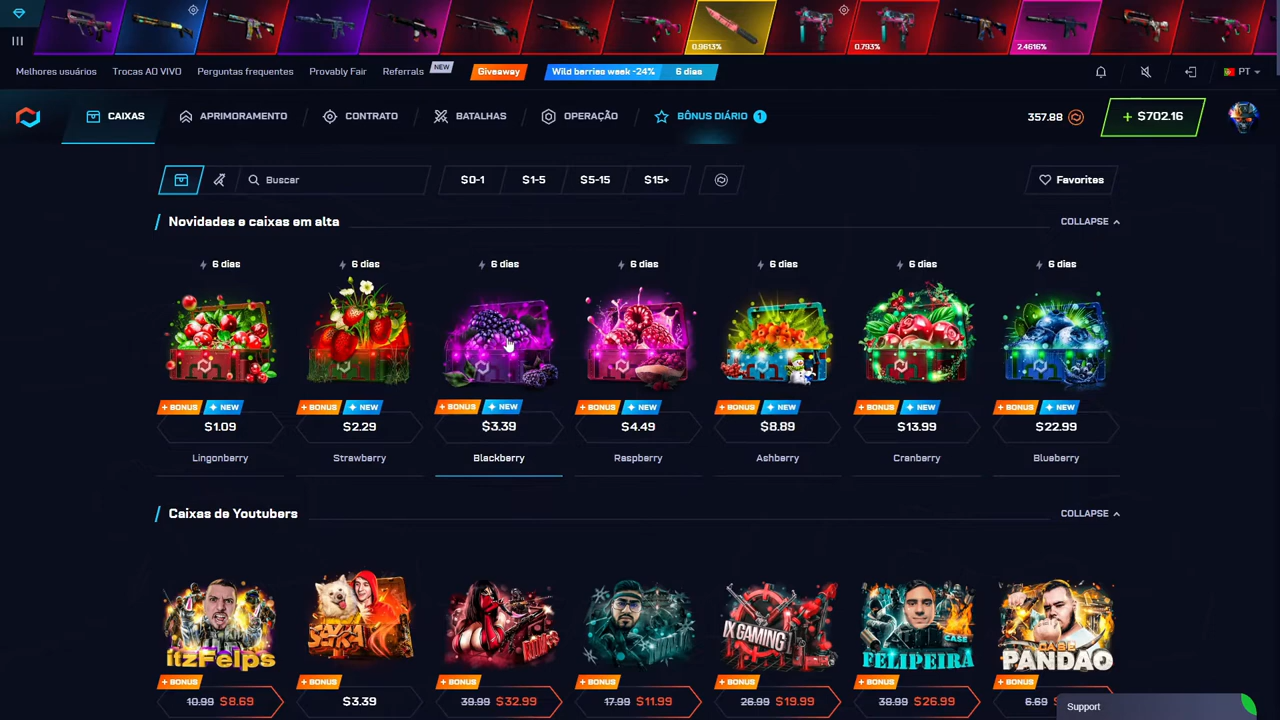 0.9613%
0.793%
2.4616%
Melhores usuários
Trocas AO VIVO
Perguntas frequentes
Provably Fair
Referrals
NEW
Giveaway
Wild berries week -24%
6 dias
PT
CAIXAS
APRIMORAMENTO
CONTRATO
BATALHAS
OPERAÇÃO
BÔNUS DIÁRIO
1
357.88
+ $702.16
Buscar
$0-1
$1-5
$5-15
$15+
Favorites
Novidades e caixas em alta
COLLAPSE
6 dias
6 dias
6 dias
6 dias
6 dias
6 dias
6 dias
+ BONUS
NEW
+ BONUS
NEW
+ BONUS
NEW
+ BONUS
NEW
+ BONUS
NEW
+ BONUS
NEW
+ BONUS
NEW
$1.09
$2.29
$3.39
$4.49
$8.89
$13.99
$22.99
Lingonberry
Strawberry
Blackberry
Raspberry
Ashberry
Cranberry
Blueberry
Caixas de Youtubers
COLLAPSE
itzFelps
IX GAMING
FELIPEIRA
CASE
PANDÃO
+ BONUS
+ BONUS
+ BONUS
+ BONUS
+ BONUS
+ BONUS
+ BONUS
10.99 $8.69
$3.39
39.99 $32.99
17.99 $11.99
26.99 $19.99
38.99 $26.99
6.69
Support